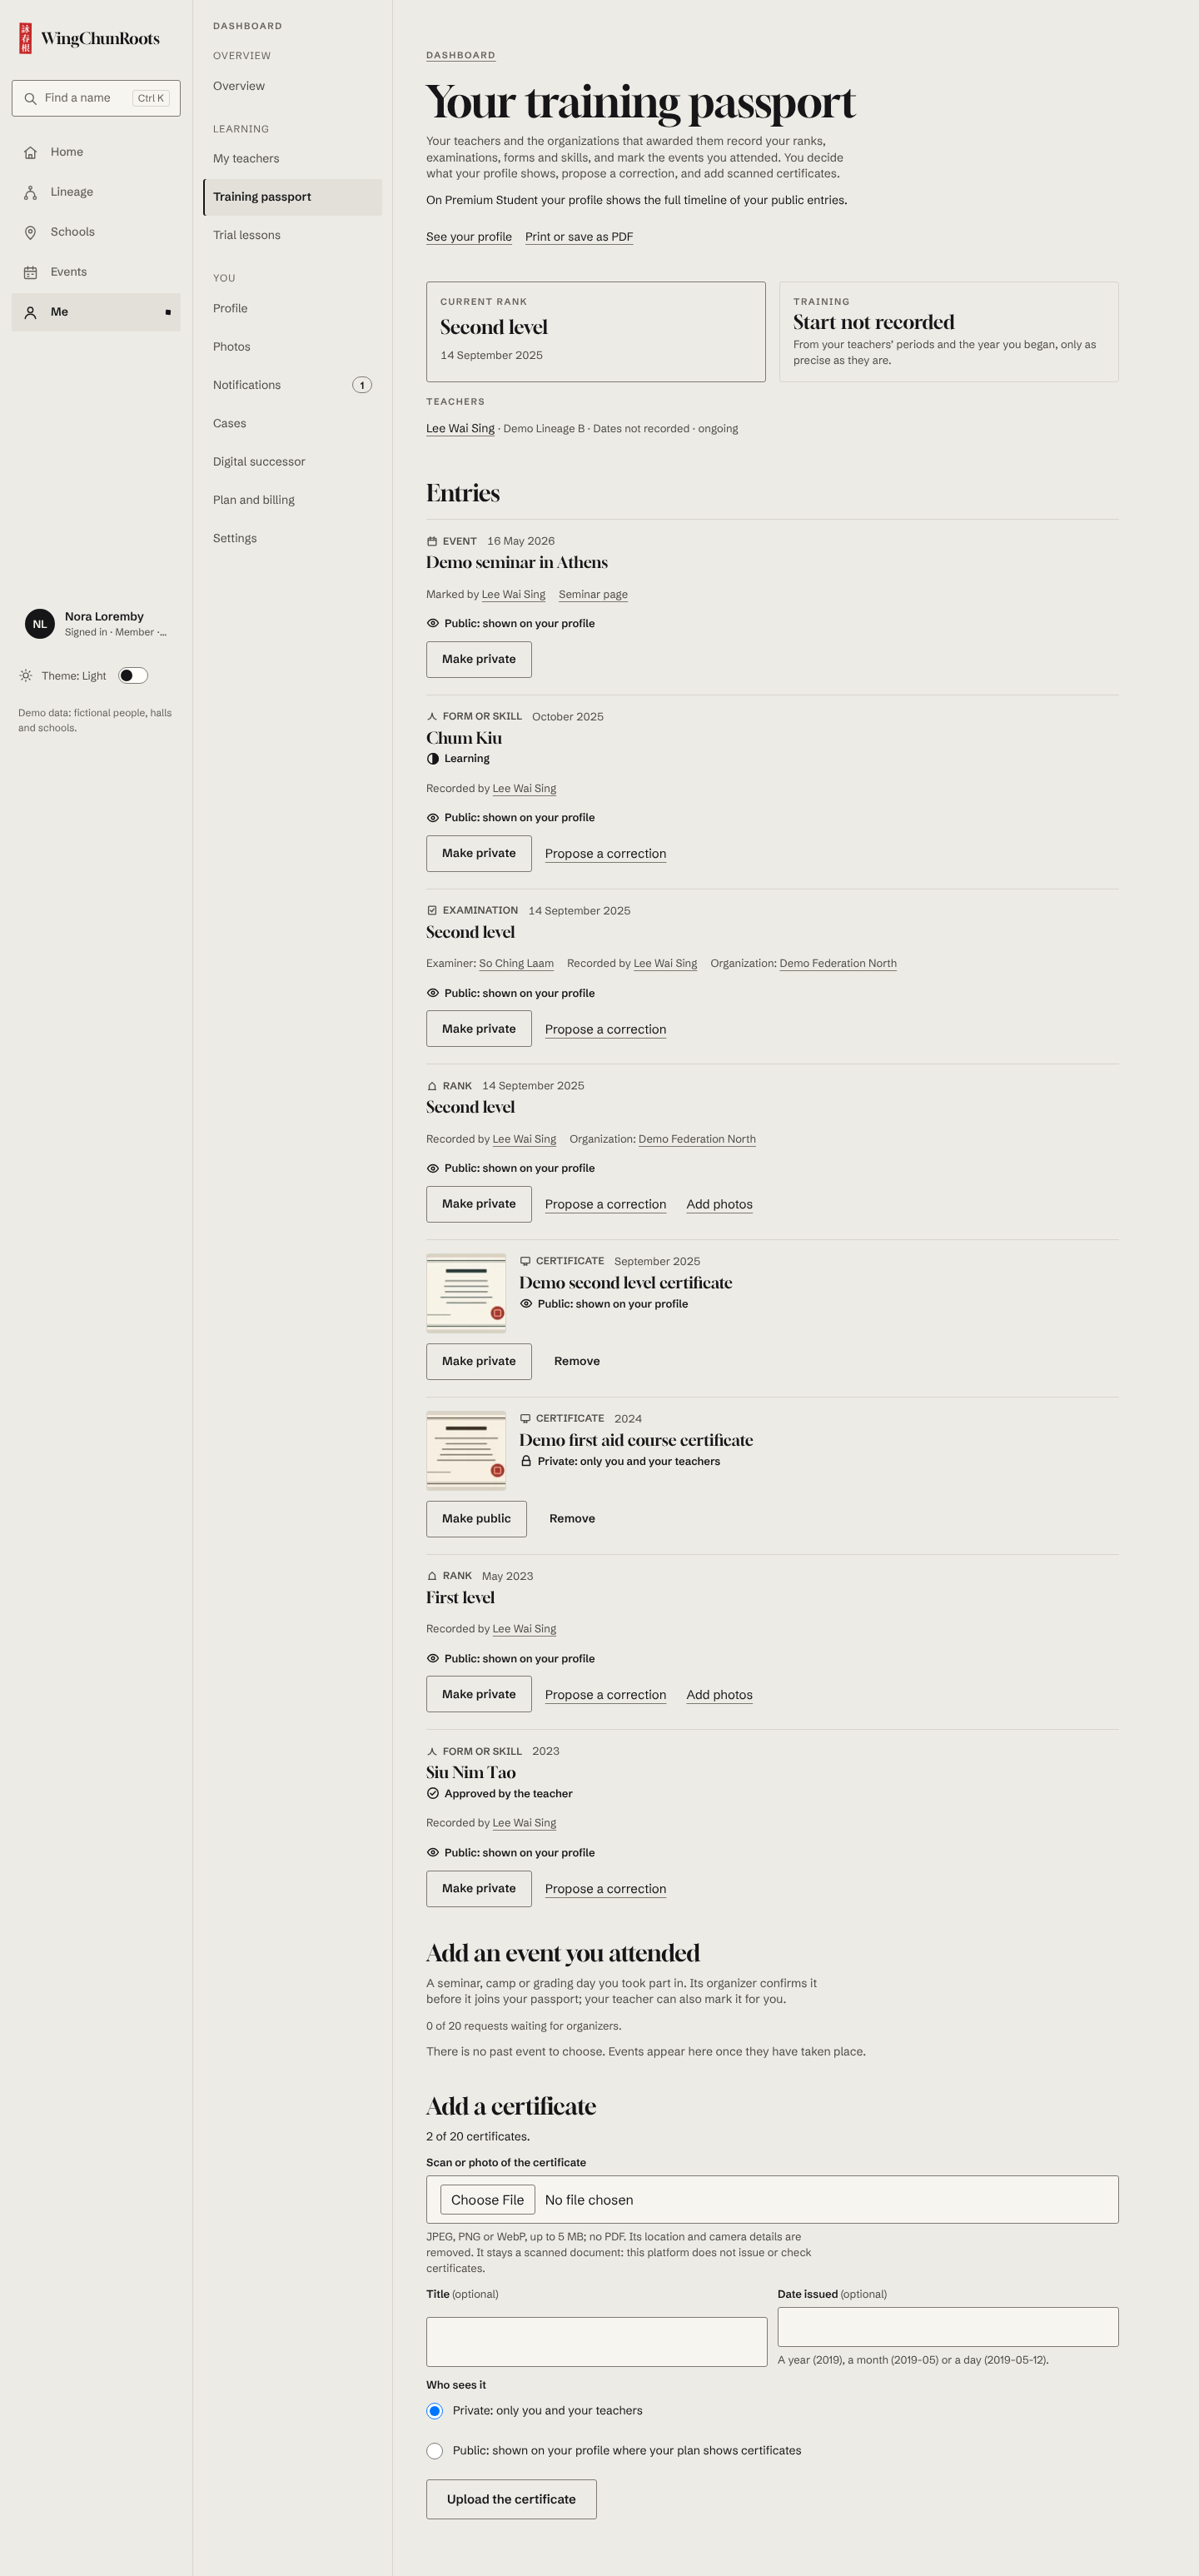 詠春根
WingChunRoots
Find a name
Ctrl K
Home
Lineage
Schools
Events
Me
NL
Nora Loremby
Signed in · Member ·…
Theme: Light
Demo data: fictional people, halls
and schools.
DASHBOARD
OVERVIEW
Overview
LEARNING
My teachers
Training passport
Trial lessons
YOU
Profile
Photos
Notifications
1
Cases
Digital successor
Plan and billing
Settings
DASHBOARD
Your training passport
Your teachers and the organizations that awarded them record your ranks,
examinations, forms and skills, and mark the events you attended. You decide
what your profile shows, propose a correction, and add scanned certificates.
On Premium Student your profile shows the full timeline of your public entries.
See your profile
Print or save as PDF
CURRENT RANK
Second level
14 September 2025
TRAINING
Start not recorded
From your teachers' periods and the year you began, only as
precise as they are.
TEACHERS
Lee Wai Sing · Demo Lineage B · Dates not recorded · ongoing
Entries
EVENT 16 May 2026
Demo seminar in Athens
Marked by Lee Wai Sing Seminar page
Public: shown on your profile
Make private
FORM OR SKILL October 2025
Chum Kiu
Learning
Recorded by Lee Wai Sing
Public: shown on your profile
Make private Propose a correction
EXAMINATION 14 September 2025
Second level
Examiner: So Ching Laam Recorded by Lee Wai Sing Organization: Demo Federation North
Public: shown on your profile
Make private Propose a correction
RANK 14 September 2025
Second level
Recorded by Lee Wai Sing Organization: Demo Federation North
Public: shown on your profile
Make private Propose a correction Add photos
CERTIFICATE September 2025
Demo second level certificate
Public: shown on your profile
Make private Remove
CERTIFICATE 2024
Demo first aid course certificate
Private: only you and your teachers
Make public Remove
RANK May 2023
First level
Recorded by Lee Wai Sing
Public: shown on your profile
Make private Propose a correction Add photos
FORM OR SKILL 2023
Siu Nim Tao
Approved by the teacher
Recorded by Lee Wai Sing
Public: shown on your profile
Make private Propose a correction
Add an event you attended
A seminar, camp or grading day you took part in. Its organizer confirms it
before it joins your passport; your teacher can also mark it for you.
0 of 20 requests waiting for organizers.
There is no past event to choose. Events appear here once they have taken place.
Add a certificate
2 of 20 certificates.
Scan or photo of the certificate
Choose File No file chosen
JPEG, PNG or WebP, up to 5 MB; no PDF. Its location and camera details are
removed. It stays a scanned document: this platform does not issue or check
certificates.
Title (optional)
Date issued (optional)
A year (2019), a month (2019-05) or a day (2019-05-12).
Who sees it
Private: only you and your teachers
Public: shown on your profile where your plan shows certificates
Upload the certificate